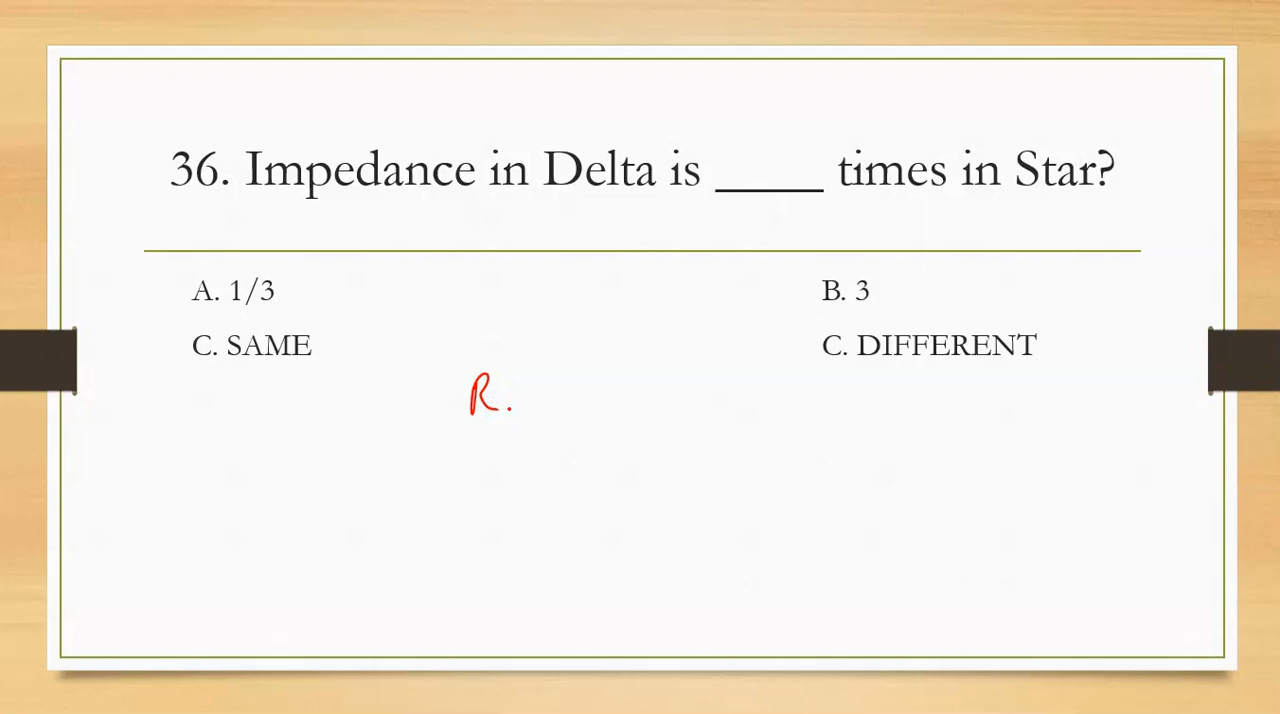 36. Impedance in Delta is ____ times in Star?
A. 1/3
B. 3
C. SAME
C. DIFFERENT
R.